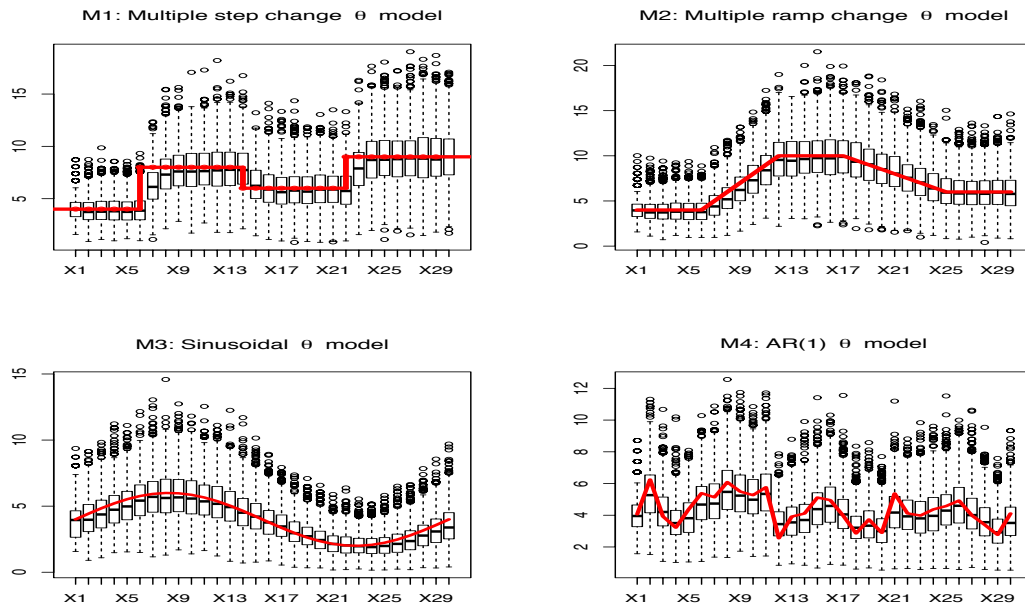 M1: Multiple step change θ model
15
10
5
X1 X5 X9 X13 X17 X21 X25 X29
M2: Multiple ramp change θ model
20
15
10
5
0
X1 X5 X9 X13 X17 X21 X25 X29
M3: Sinusoidal θ model
15
10
5
0
X1 X5 X9 X13 X17 X21 X25 X29
M4: AR(1) θ model
12
10
8
6
4
2
X1 X5 X9 X13 X17 X21 X25 X29